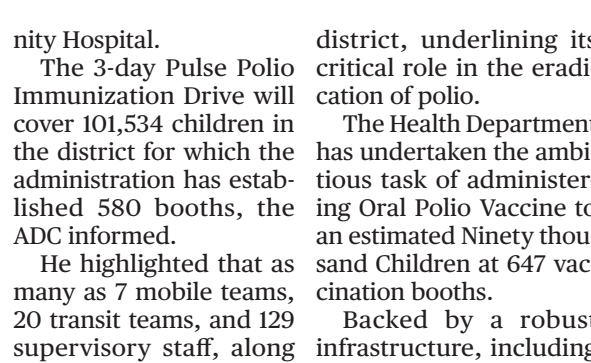 nity Hospital.
The 3-day Pulse Polio
Immunization Drive will
cover 101,534 children in
the district for which the
administration has estab-
lished 580 booths, the
ADC informed.
He highlighted that as
many as 7 mobile teams,
20 transit teams, and 129
supervisory staff, along
district, underlining its
critical role in the eradi-
cation of polio.
The Health Department
has undertaken the ambi-
tious task of administer-
ing Oral Polio Vaccine to
an estimated Ninety thou-
sand Children at 647 vac-
cination booths.
Backed by a robust
infrastructure, including